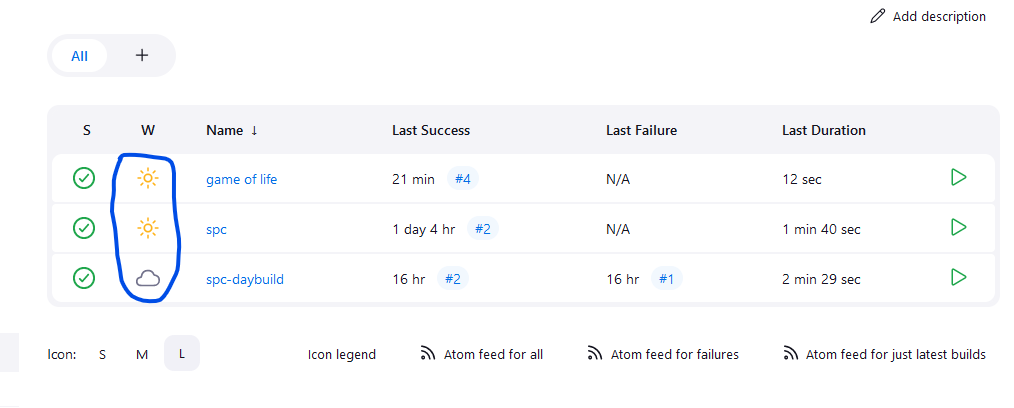 Add description
All +
S W Name ↓ Last Success Last Failure Last Duration
game of life 21 min #4 N/A 12 sec
spc 1 day 4 hr #2 N/A 1 min 40 sec
spc-daybuild 16 hr #2 16 hr #1 2 min 29 sec
Icon: S M L Icon legend Atom feed for all Atom feed for failures Atom feed for just latest builds